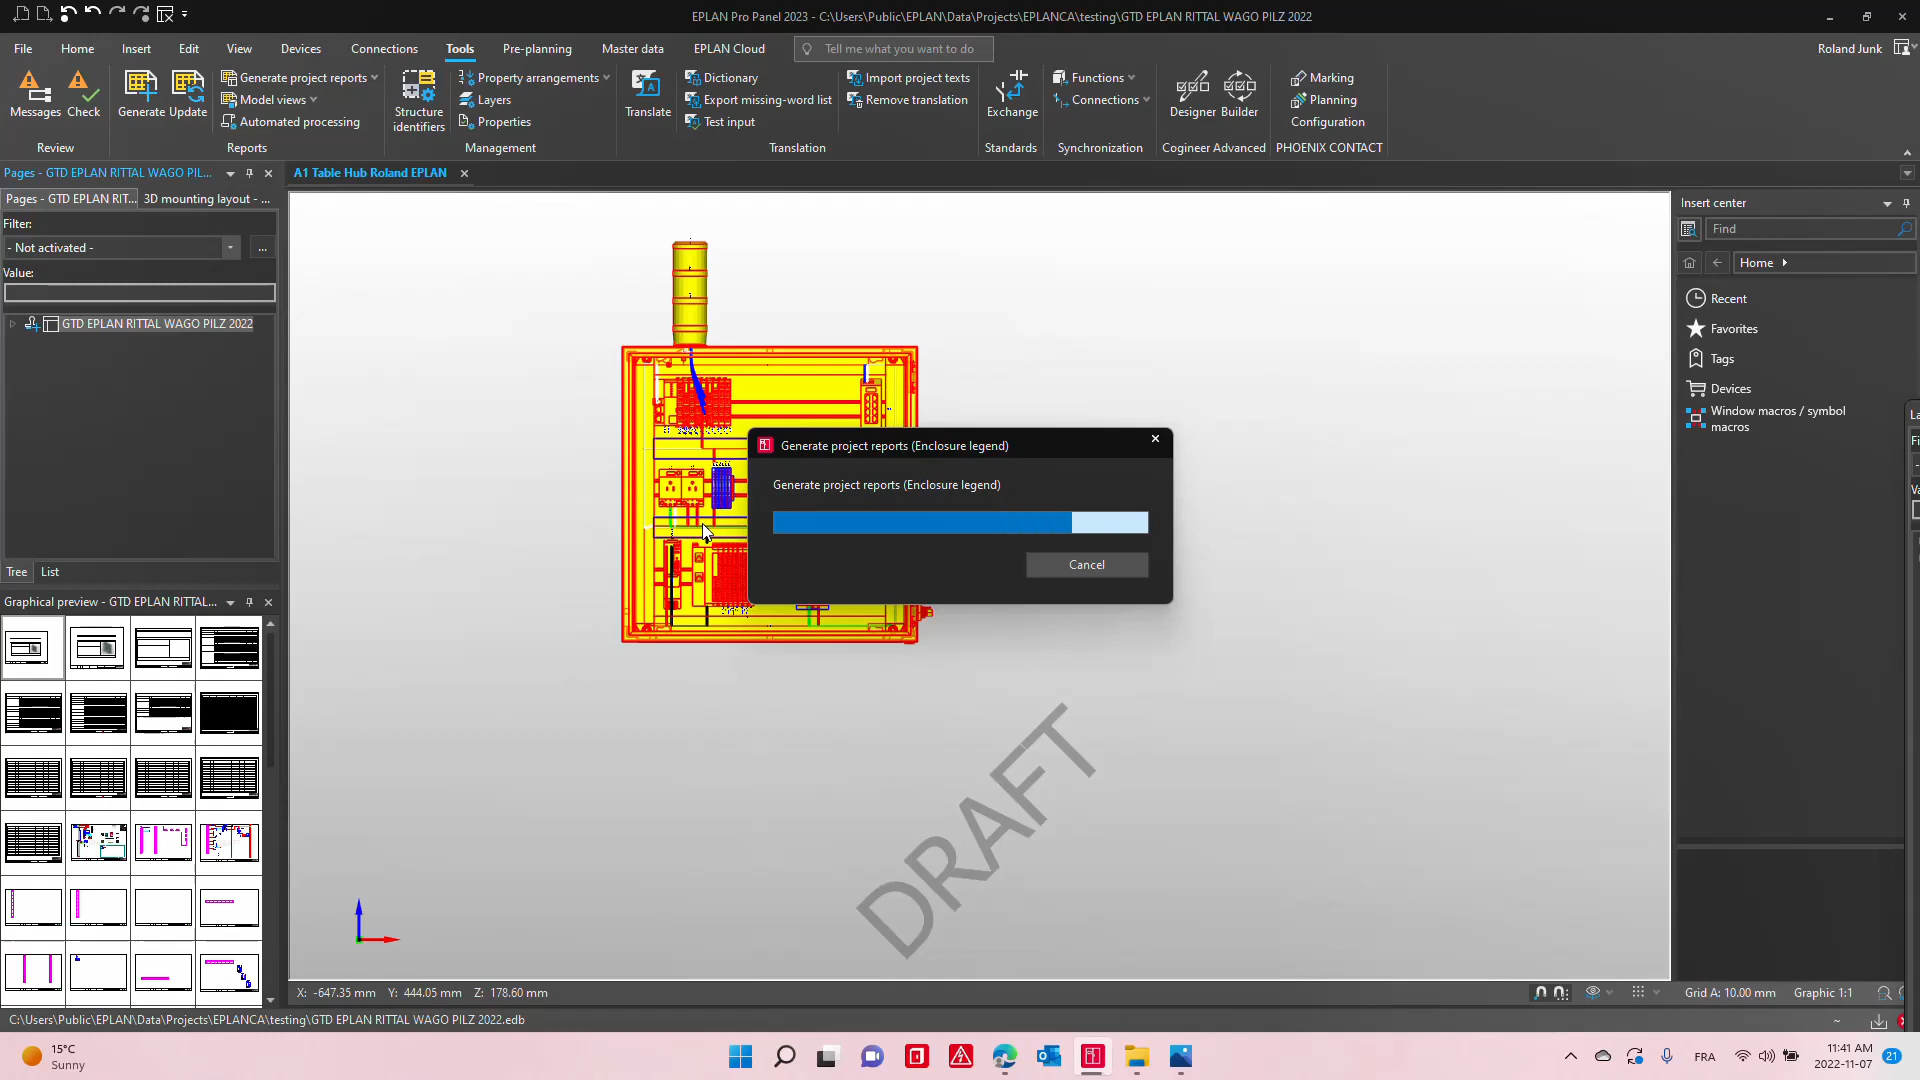 EPLAN Pro Panel 2023 - C:\Users\Public\EPLAN\Data\Projects\EPLANCA\testing\GTD EPLAN RITTAL WAGO PILZ 2022
File Home Insert Edit View Devices Connections Tools Pre-planning Master data EPLAN Cloud Tell me what you want to do Roland Junk
Messages Check
Review
Generate Update
Generate project reports
Model views
Automated processing
Reports
Structure identifiers
Property arrangements
Layers
Properties
Management
Translate
Dictionary
Export missing-word list
Test input
Import project texts
Remove translation
Translation
Exchange
Standards
Functions
Connections
Synchronization
Designer Builder
Cogineer Advanced
Marking
Planning
Configuration
PHOENIX CONTACT
Pages - GTD EPLAN RITTAL WAGO PIL...
Pages - GTD EPLAN RIT... 3D mounting layout - ...
Filter:
- Not activated -
...
Value:
GTD EPLAN RITTAL WAGO PILZ 2022
Tree List
Graphical preview - GTD EPLAN RITTAL...
A1 Table Hub Roland EPLAN
Generate project reports (Enclosure legend)
Generate project reports (Enclosure legend)
Cancel
DRAFT
Insert center
Find
Home
Recent
Favorites
Tags
Devices
Window macros / symbol
macros
X: -647.35 mm Y: 444.05 mm Z: 178.60 mm
Grid A: 10.00 mm Graphic 1:1
C:\Users\Public\EPLAN\Data\Projects\EPLANCA\testing\GTD EPLAN RITTAL WAGO PILZ 2022.edb
15°C
Sunny
FRA
11:41 AM
2022-11-07
21